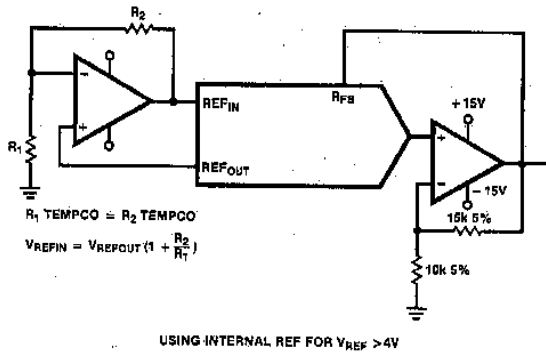 R2
REFIN
RFB
+15V
R1
REFOUT
-15V
15k 5%
R1 TEMPCO = R2 TEMPCO
VREFIN = VREFOUT (1 + R2/R1)
10k 5%
USING INTERNAL REF FOR VREF >4V